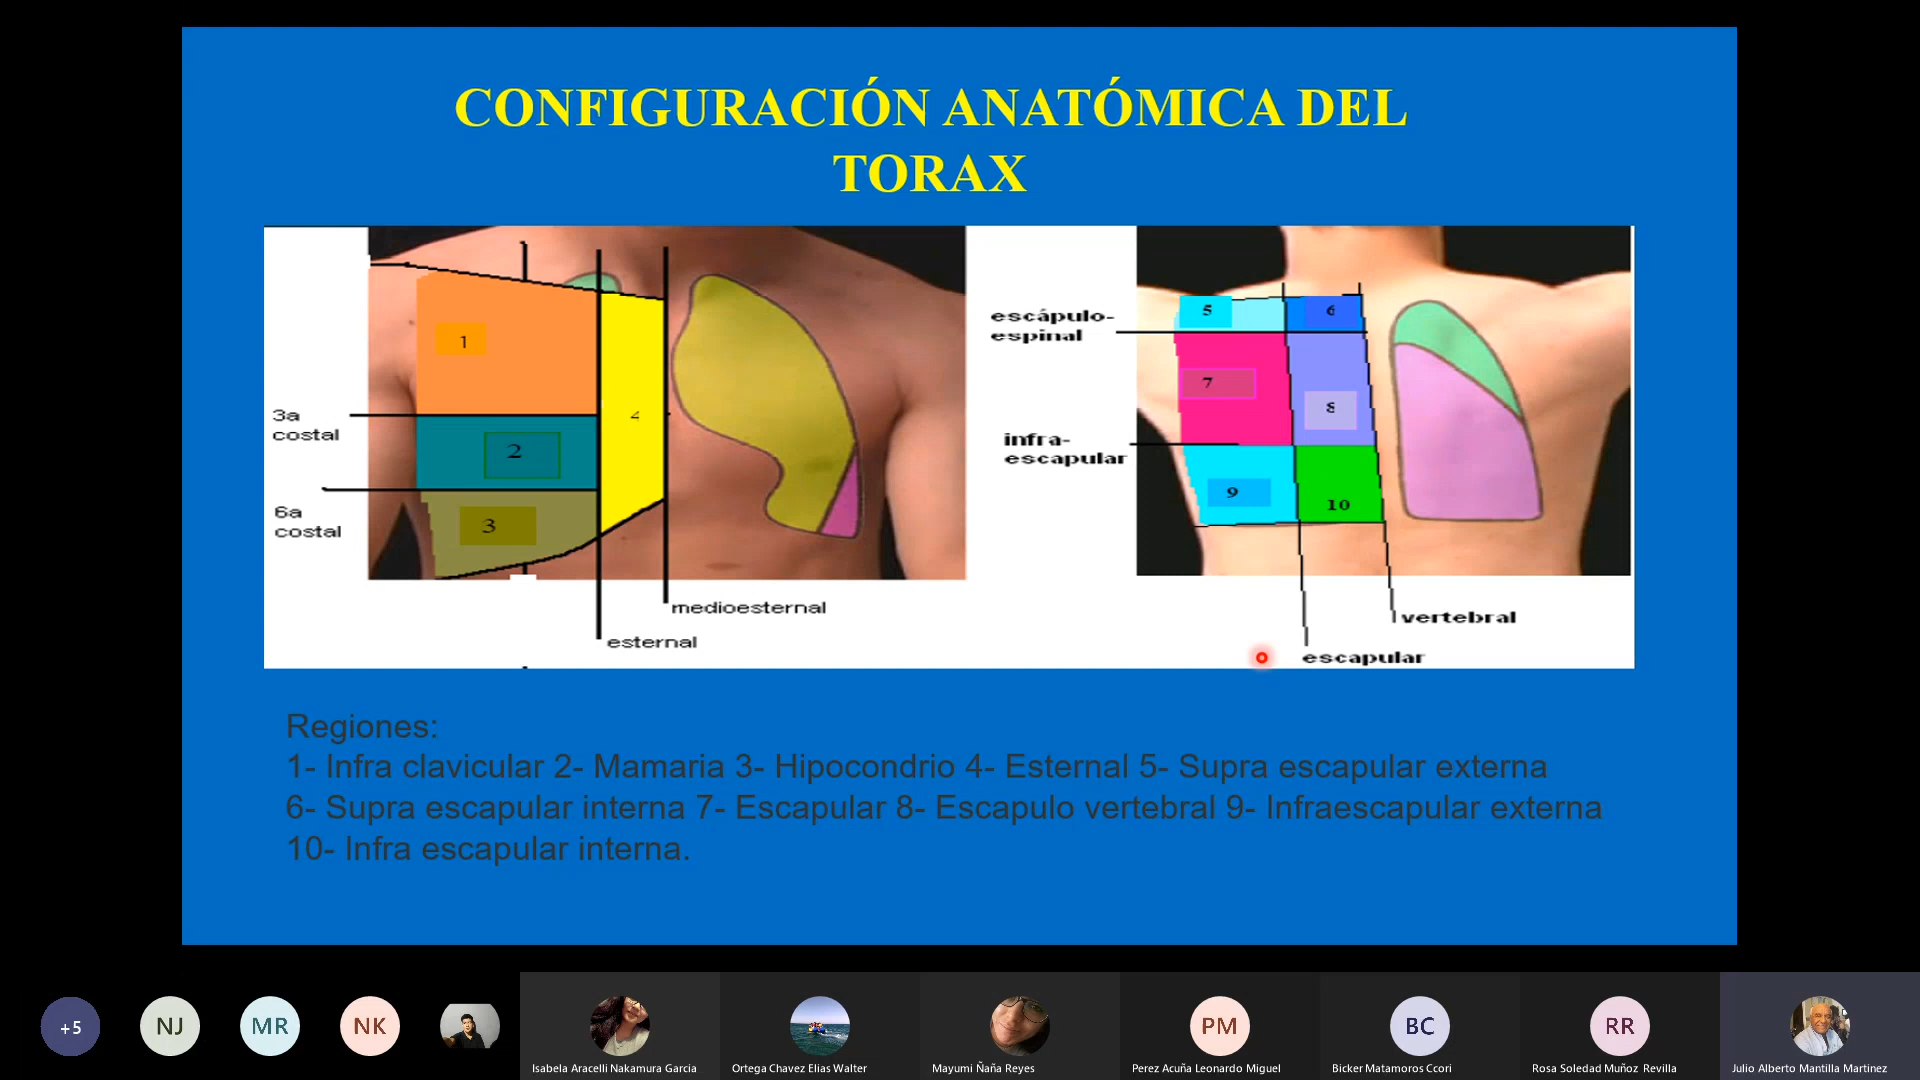 CONFIGURACIÓN ANATÓMICA DEL
TORAX
1
2
3
4
3a
costal
6a
costal
medioesternal
esternal
escápulo-
espinal
infra-
escapular
5
6
7
8
9
10
vertebral
escapular
Regiones:
1- Infra clavicular 2- Mamaria 3- Hipocondrio 4- Esternal 5- Supra escapular externa
6- Supra escapular interna 7- Escapular 8- Escapulo vertebral 9- Infraescapular externa
10- Infra escapular interna.
+5
NJ
MR
NK
PM
BC
RR
Isabela Aracelli Nakamura Garcia
Ortega Chavez Elias Walter
Mayumi Ñaña Reyes
Perez Acuña Leonardo Miguel
Bicker Matamoros Ccori
Rosa Soledad Muñoz Revilla
Julio Alberto Mantilla Martinez